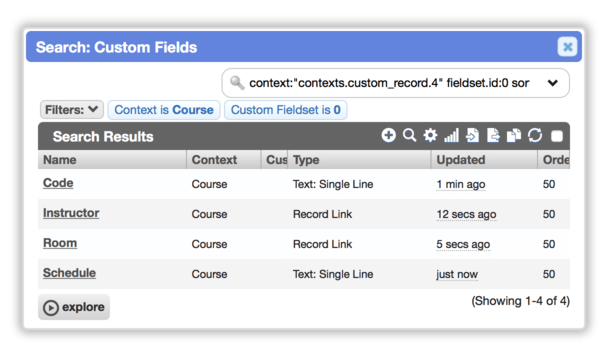 Search: Custom Fields
context:"contexts.custom_record.4" fieldset.id:0 sor
Filters: Context is Course Custom Fieldset is 0
Search Results
Name Context Cus Type Updated Orde
Code Course Text: Single Line 1 min ago 50
Instructor Course Record Link 12 secs ago 50
Room Course Record Link 5 secs ago 50
Schedule Course Text: Single Line just now 50
explore (Showing 1-4 of 4)